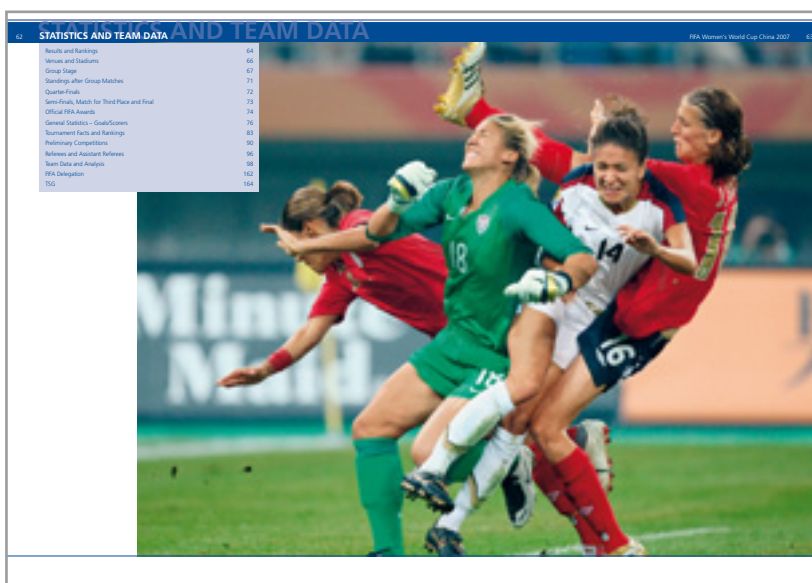 STATISTICS AND TEAM DATA
62 STATISTICS AND TEAM DATA FIFA Women's World Cup China 2007 63
Results and Rankings 64
Venues and Stadiums 66
Group Stage 67
Standings after Group Matches 71
Quarter-Finals 72
Semi-Finals, Match for Third Place and Final 73
Official FIFA Awards 74
General Statistics – Goals/Scorers 76
Tournament Facts and Rankings 83
Preliminary Competitions 90
Referees and Assistant Referees 96
Team Data and Analysis 98
FIFA Delegation 162
TSG 164
18
14
16
18
Minute
Maid.